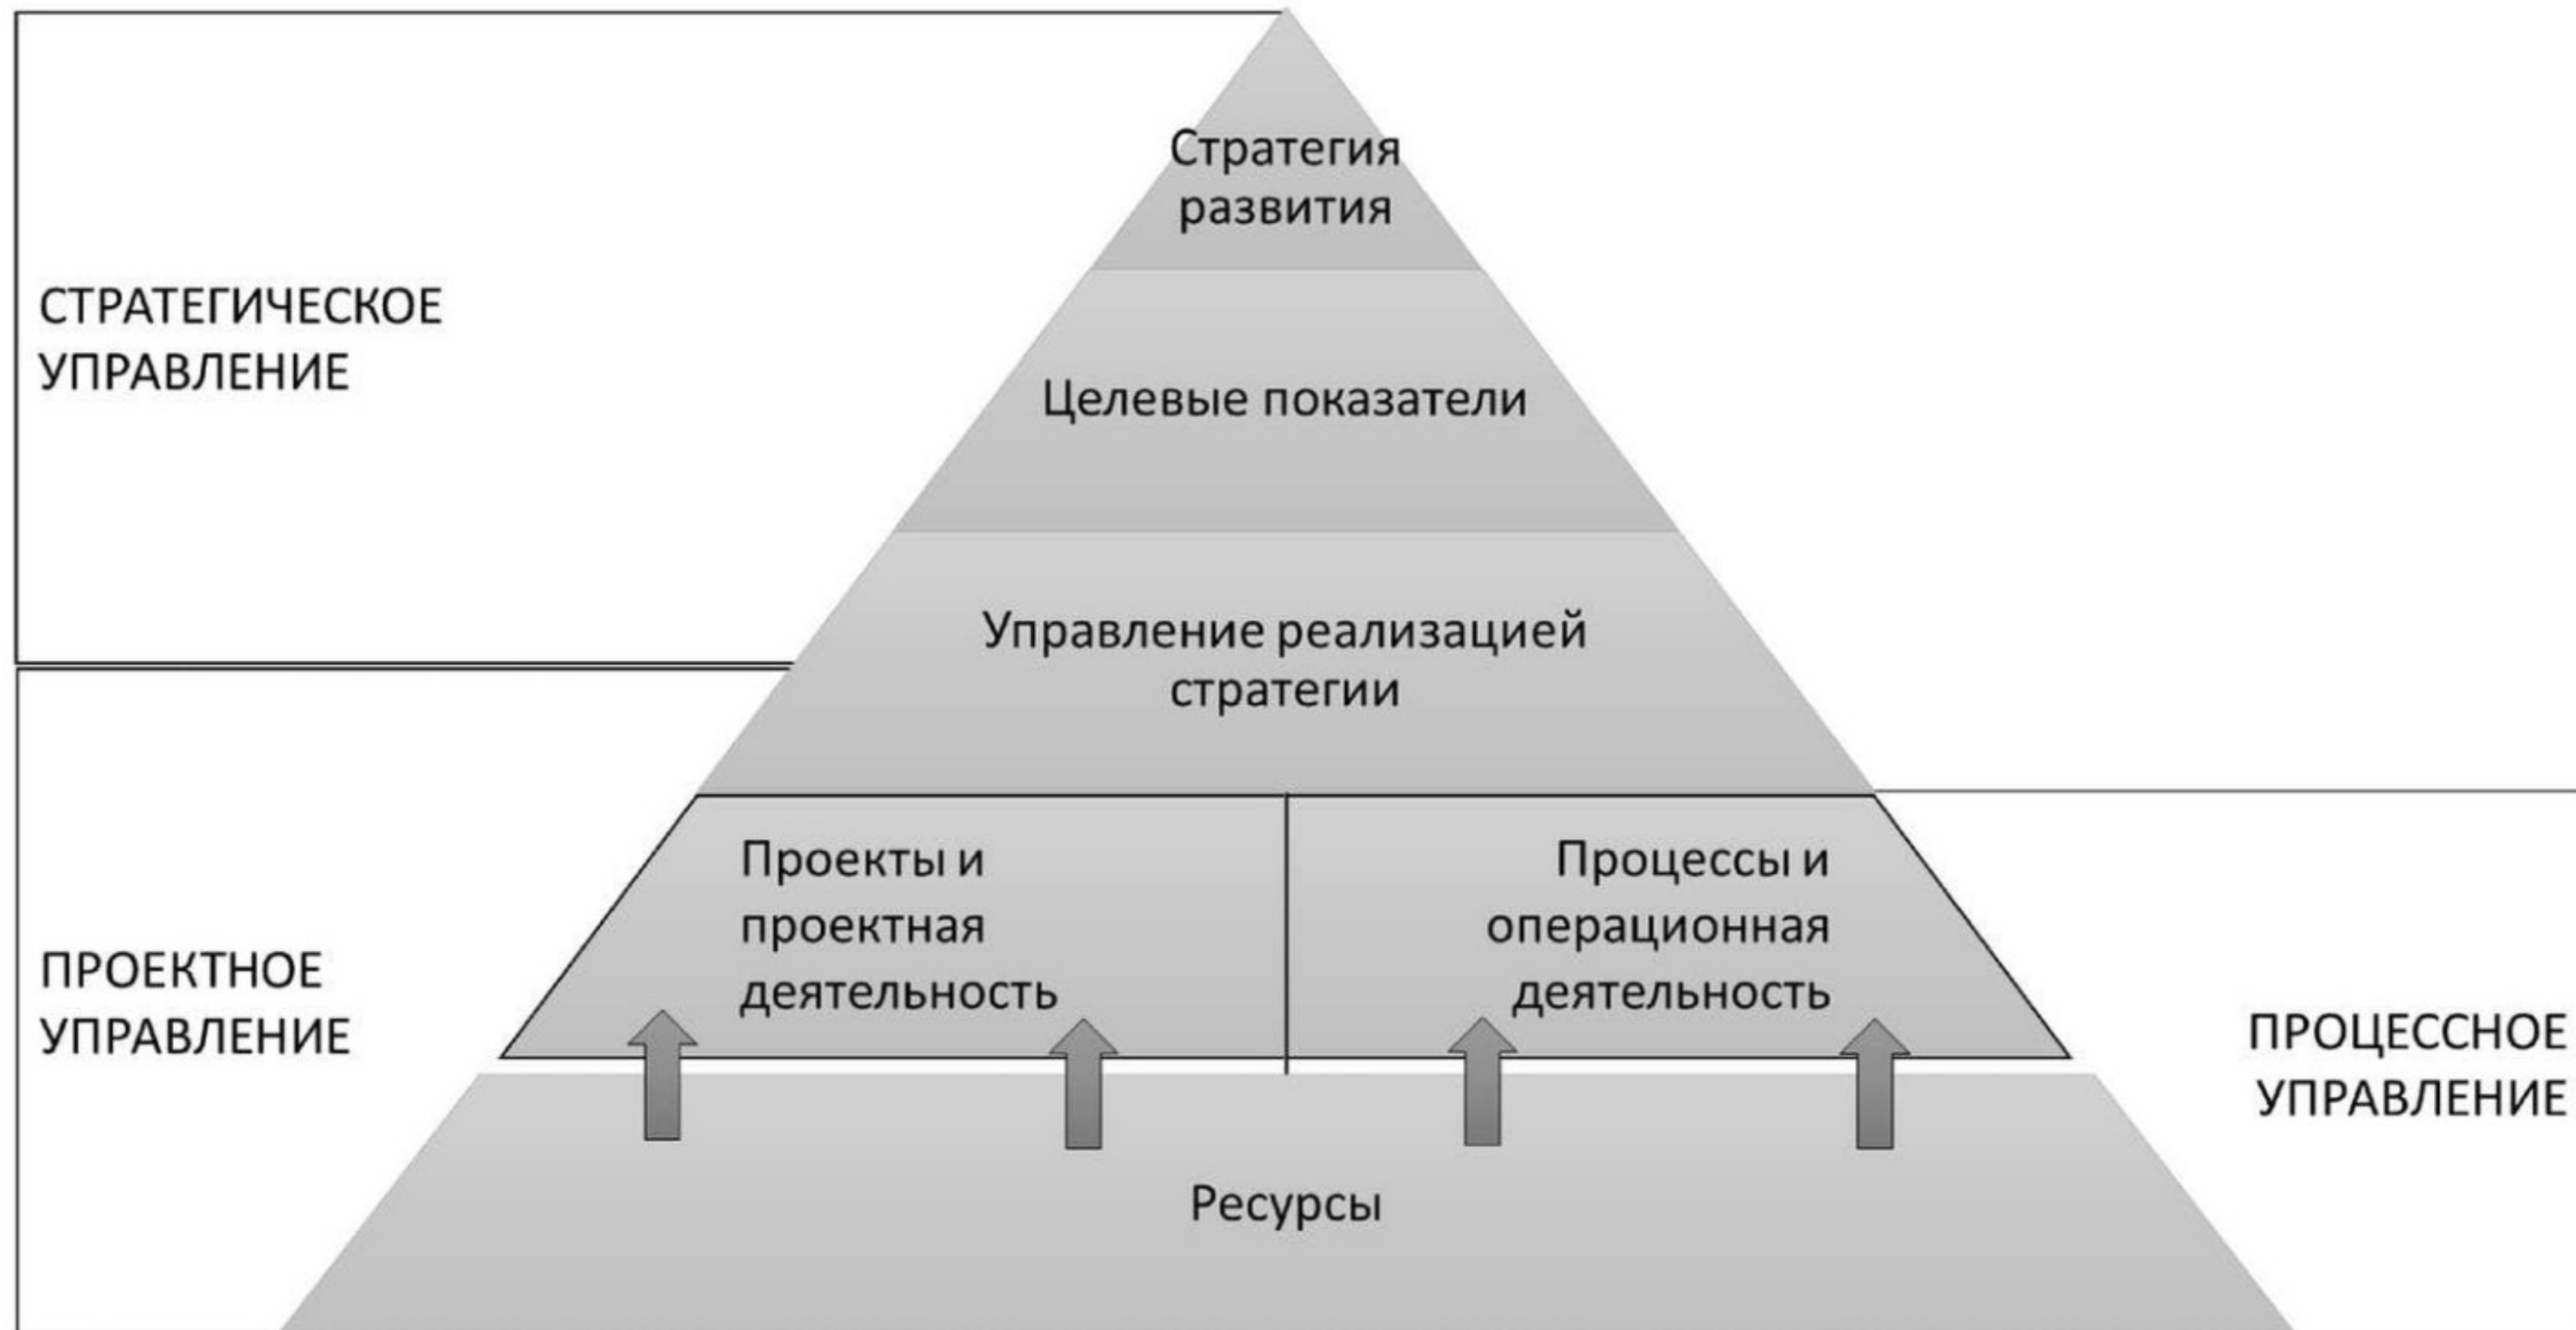 Стратегия
развития
СТРАТЕГИЧЕСКОЕ
УПРАВЛЕНИЕ
Целевые показатели
Управление реализацией
стратегии
Проекты и
проектная
деятельность
Процессы и
операционная
деятельность
ПРОЕКТНОЕ
УПРАВЛЕНИЕ
ПРОЦЕССНОЕ
УПРАВЛЕНИЕ
Ресурсы